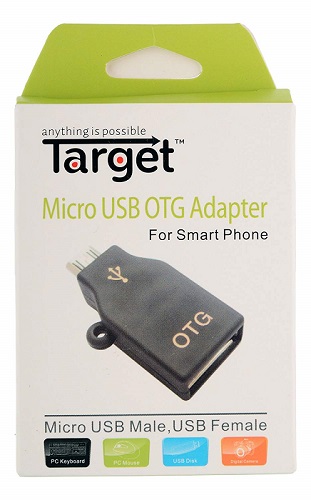 anything is possible
Target™
Micro USB OTG Adapter
For Smart Phone
OTG
Micro USB Male,USB Female
PC Keyboard
PC Mouse
USB Disk
Digital Camera